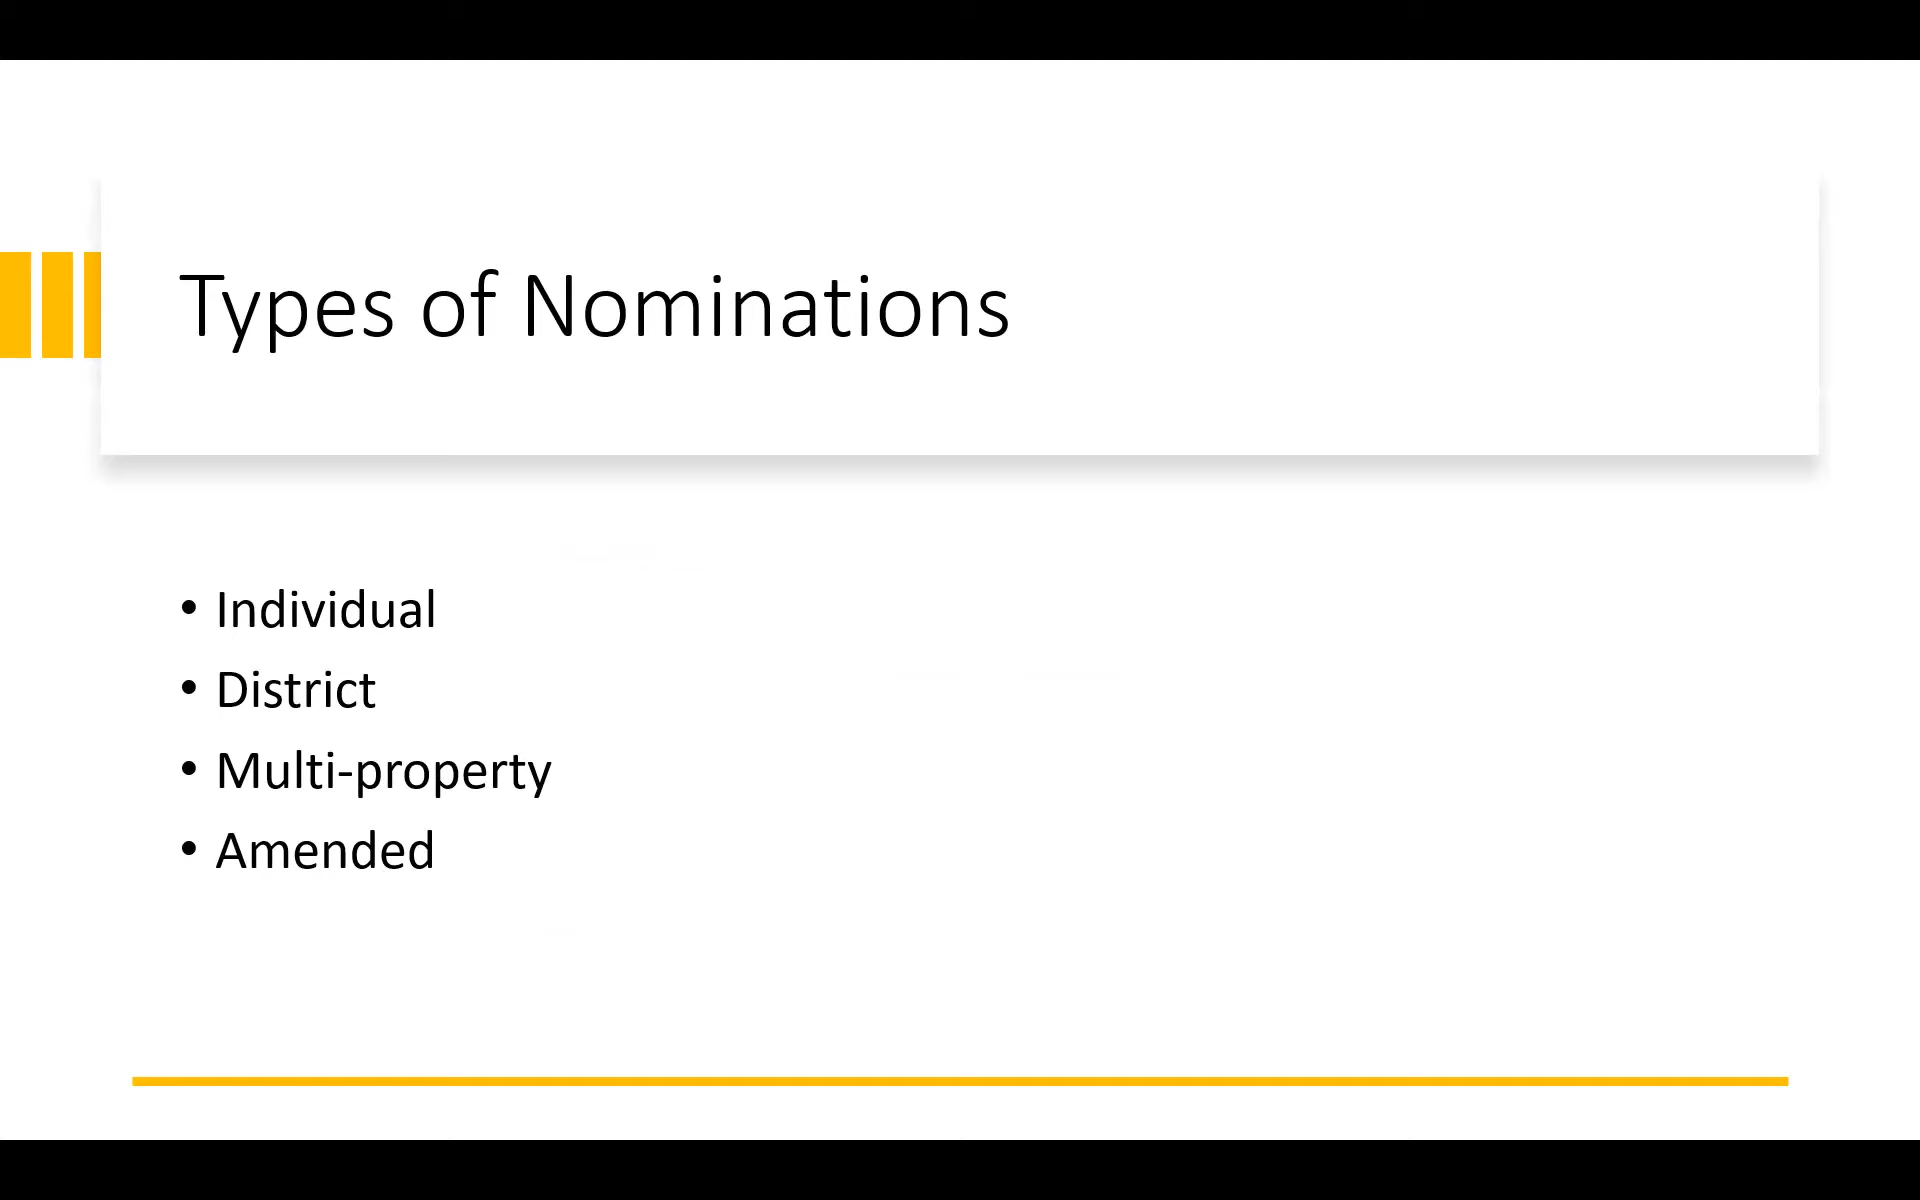 Types of Nominations
• Individual
• District
• Multi-property
• Amended